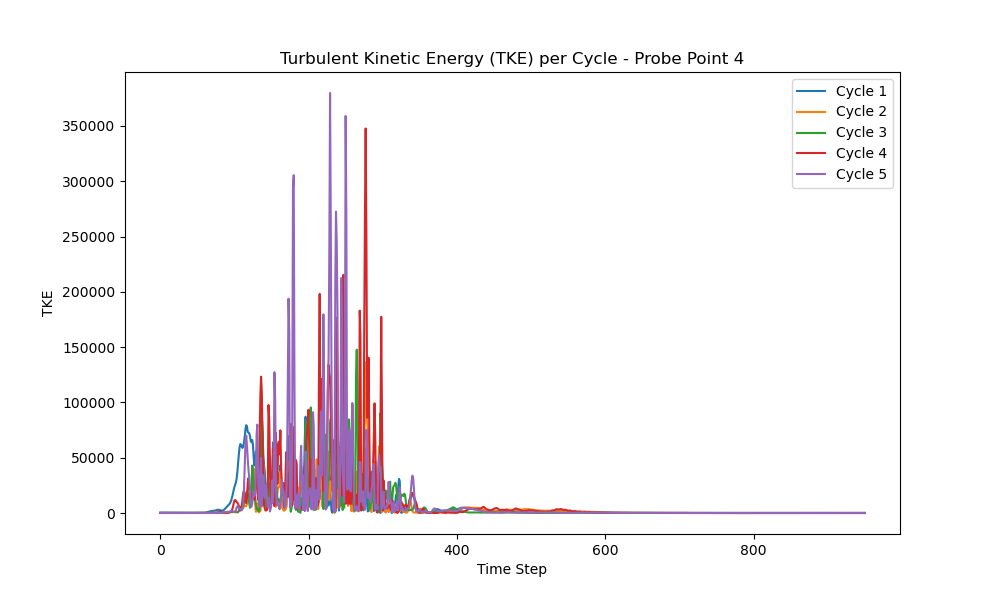 Turbulent Kinetic Energy (TKE) per Cycle - Probe Point 4
Cycle 1
Cycle 2
Cycle 3
Cycle 4
Cycle 5
350000
300000
250000
200000
150000
100000
50000
0
TKE
0 200 400 600 800
Time Step